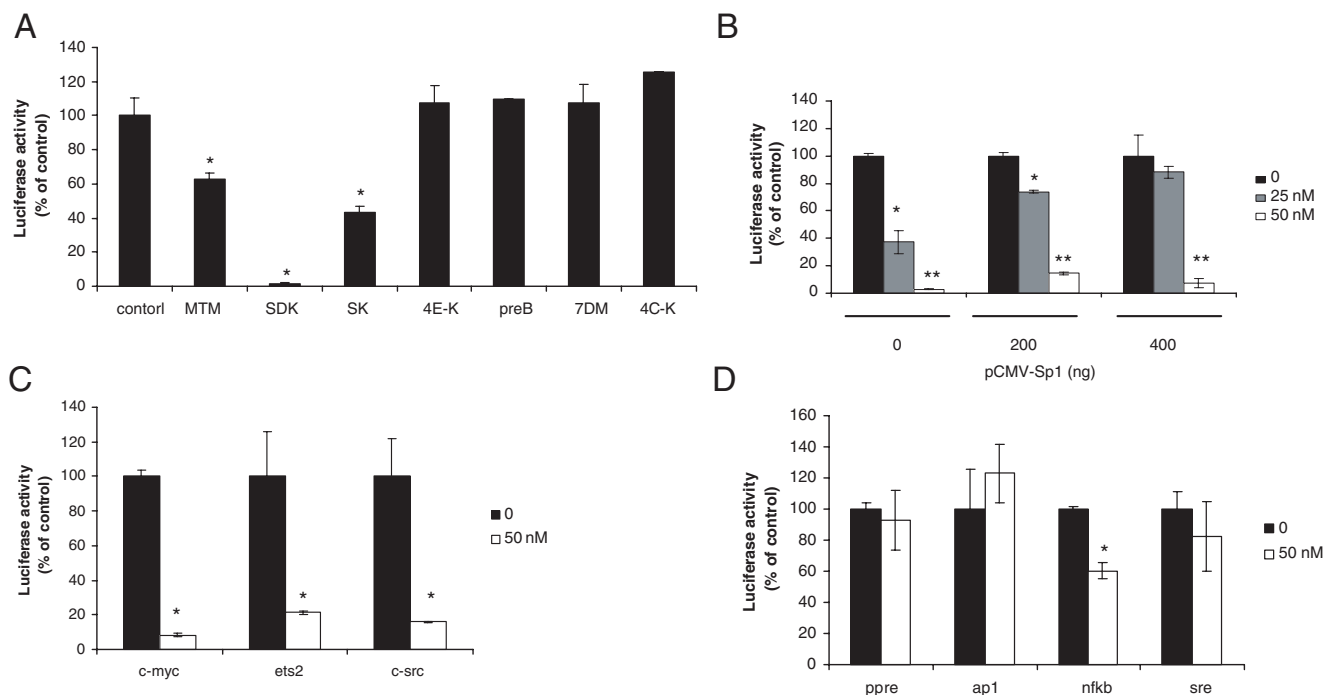 A
Luciferase activity
(% of control)
140
120
100
80
60
40
20
0
*
*
*
contorl MTM SDK SK 4E-K preB 7DM 4C-K
B
Luciferase activity
(% of control)
140
120
100
80
60
40
20
0
*
**
*
**
**
0
25 nM
50 nM
0 200 400
pCMV-Sp1 (ng)
C
Luciferase activity
(% of control)
140
120
100
80
60
40
20
0
*
*
*
0
50 nM
c-myc ets2 c-src
D
Luciferase activity
(% of control)
160
140
120
100
80
60
40
20
0
*
0
50 nM
ppre ap1 nfkb sre